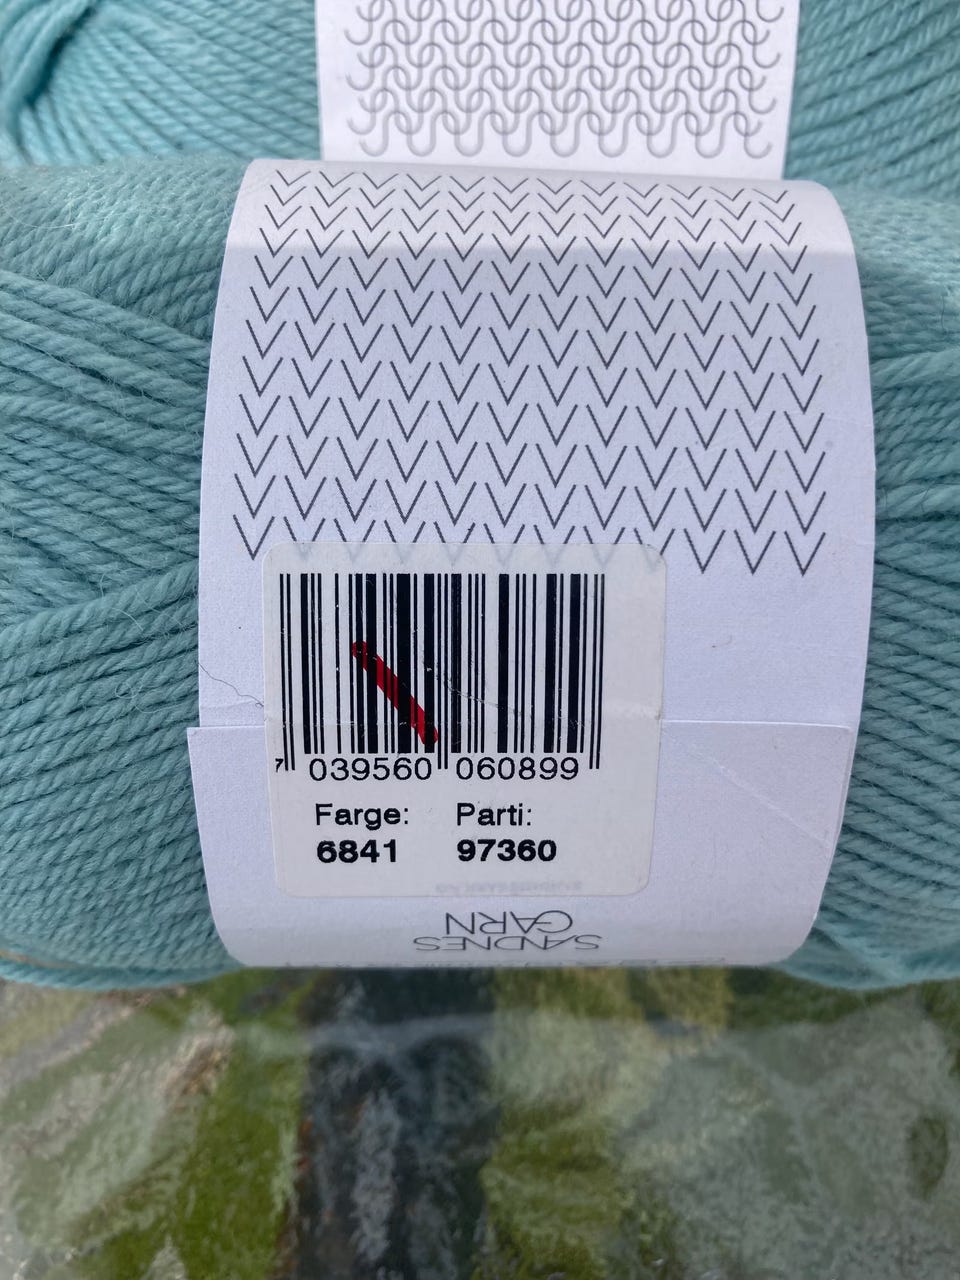 7 039560 060899
Farge: Parti:
6841 97360
SANDNES
GARN